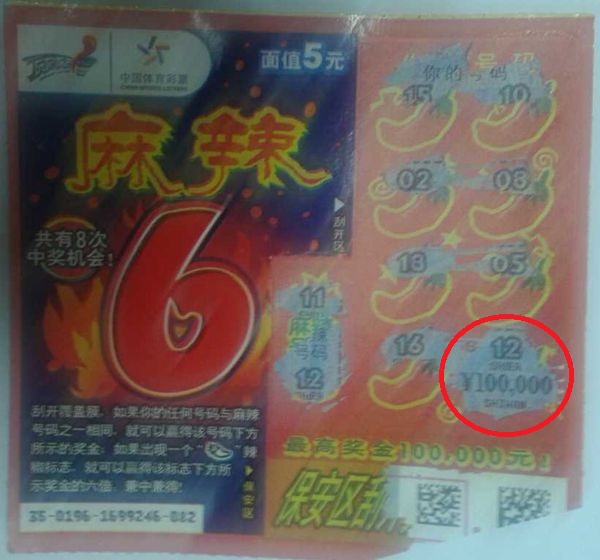 中国体育彩票
CHINA SPORTS LOTTERY
面值5元
麻辣
6
共有8次
中奖机会!
刮开区
你的号码
15
10
02
08
18
05
16
12
SHIER
¥100,000
SHIWAN
11
麻辣
号码
12
刮开覆盖膜，如果你的任何号码与麻辣
号码之一相同，就可以赢得该号码下方
所示的奖金；如果出现一个"辣
椒标志，就可以赢得该标志下方所
示奖金的六倍，兼中兼得!
保安区
最高奖金100,000元!
保安区刮开
35-0196-1699246-082